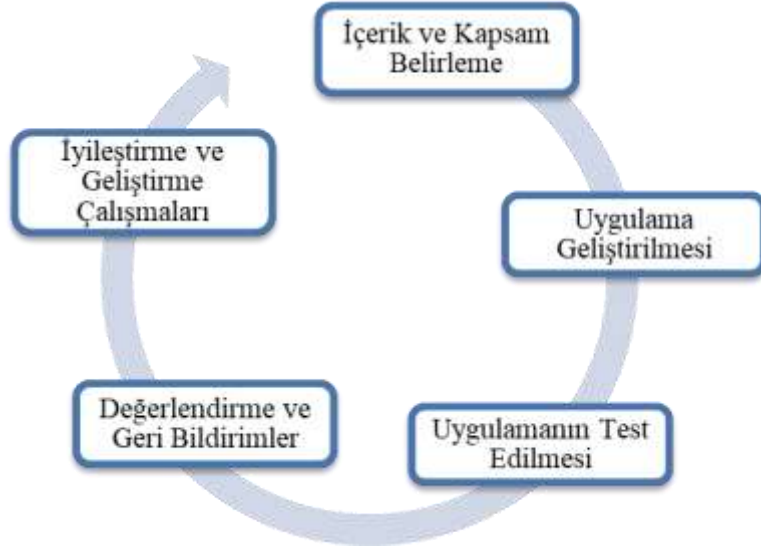 İçerik ve Kapsam
Belirleme
Uygulama
Geliştirilmesi
Uygulamanın Test
Edilmesi
Değerlendirme ve
Geri Bildirimler
İyileştirme ve
Geliştirme
Çalışmaları